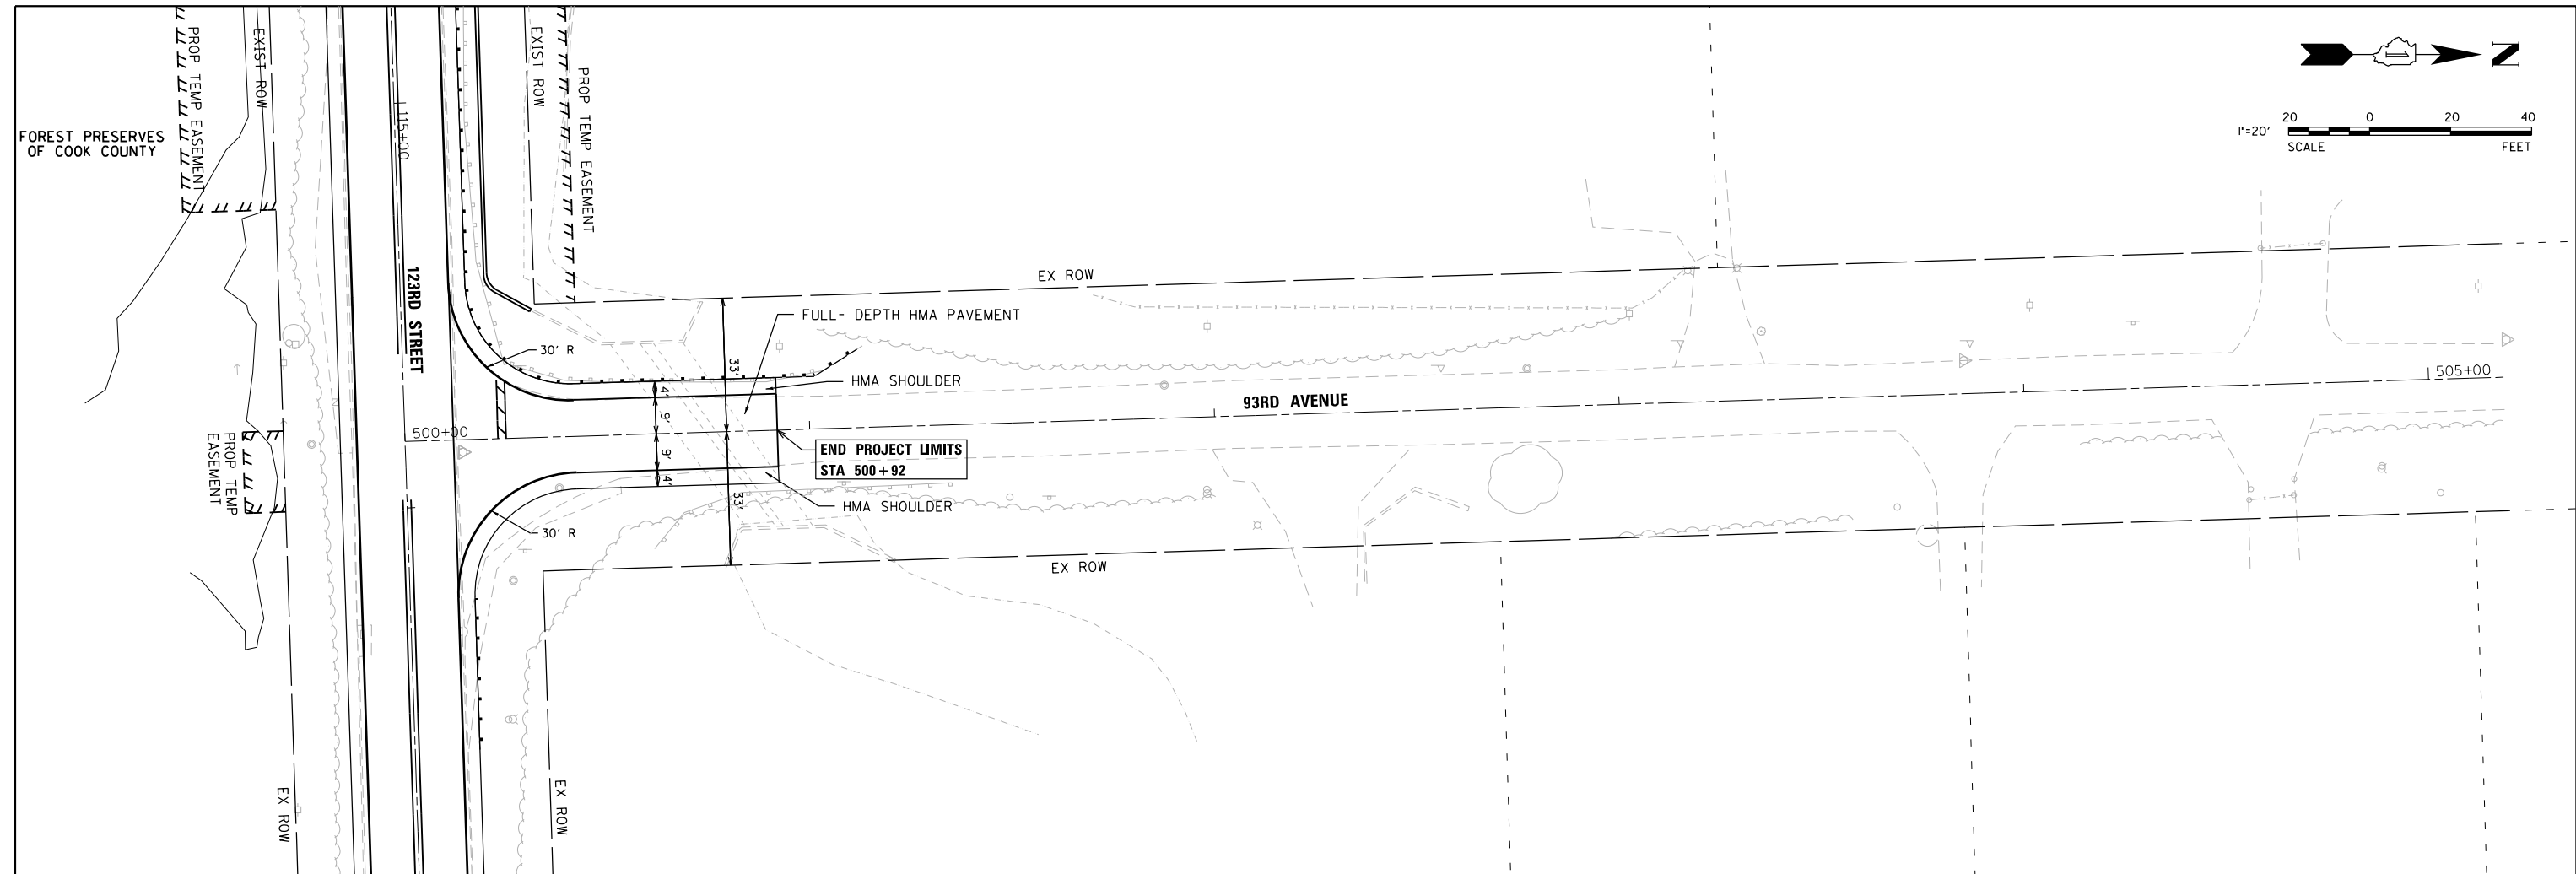 PROP TEMP EASEMENT
EXIST ROW
FOREST PRESERVES
OF COOK COUNTY
115+00
EXIST ROW
PROP TEMP EASEMENT
N
1"=20'
20 0 20 40
SCALE FEET
123RD STREET
EX ROW
FULL- DEPTH HMA PAVEMENT
30' R
33'
HMA SHOULDER
4'
9'
505+00
93RD AVENUE
500+00
PROP TEMP
EASEMENT
END PROJECT LIMITS
STA 500+92
9'
4'
33'
HMA SHOULDER
30' R
EX ROW
EX ROW
EX ROW